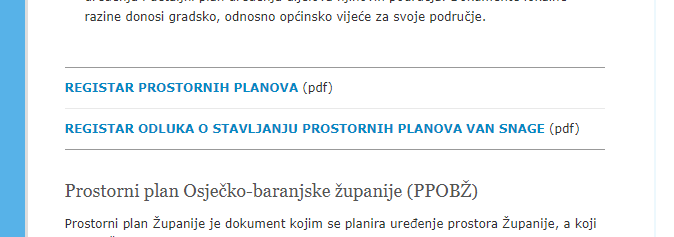 razine donosi gradsko, odnosno općinsko vijeće za svoje područje.
REGISTAR PROSTORNIH PLANOVA (pdf)
REGISTAR ODLUKA O STAVLJANJU PROSTORNIH PLANOVA VAN SNAGE (pdf)
Prostorni plan Osječko-baranjske županije (PPOBŽ)
Prostorni plan Županije je dokument kojim se planira uređenje prostora Županije, a koji